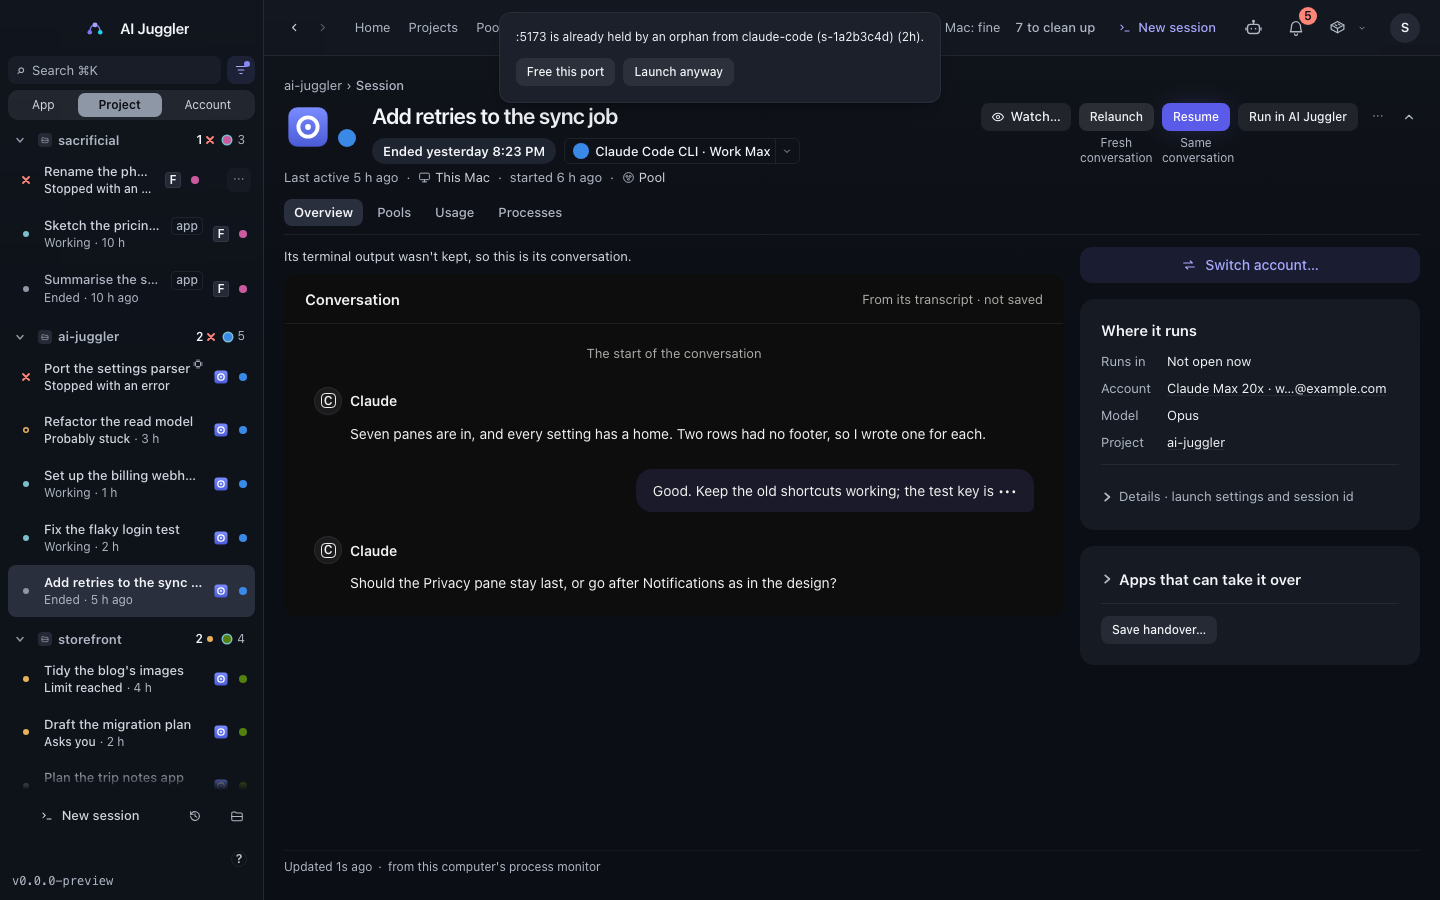 AI Juggler
Search ⌘K
App Project Account
sacrificial 1 3
Rename the ph... F
Stopped with an ...
Sketch the pricin... app F
Working · 10 h
Summarise the s... app F
Ended · 10 h ago
ai-juggler 2 5
Port the settings parser
Stopped with an error
Refactor the read model
Probably stuck · 3 h
Set up the billing webh...
Working · 1 h
Fix the flaky login test
Working · 2 h
Add retries to the sync ...
Ended · 5 h ago
storefront 2 4
Tidy the blog's images
Limit reached · 4 h
Draft the migration plan
Asks you · 2 h
Plan the trip notes app
New session
?
v0.0.0-preview
Home Projects Poo
:5173 is already held by an orphan from claude-code (s-1a2b3c4d) (2h).
Free this port Launch anyway
Mac: fine 7 to clean up New session 5 S
ai-juggler › Session
Add retries to the sync job
Ended yesterday 8:23 PM Claude Code CLI · Work Max
Last active 5 h ago · This Mac · started 6 h ago · Pool
Watch... Relaunch Resume Run in AI Juggler ...
Fresh conversation
Same conversation
Overview Pools Usage Processes
Its terminal output wasn't kept, so this is its conversation.
Conversation From its transcript · not saved
The start of the conversation
C Claude
Seven panes are in, and every setting has a home. Two rows had no footer, so I wrote one for each.
Good. Keep the old shortcuts working; the test key is •••
C Claude
Should the Privacy pane stay last, or go after Notifications as in the design?
Switch account...
Where it runs
Runs in Not open now
Account Claude Max 20x · w...@example.com
Model Opus
Project ai-juggler
Details · launch settings and session id
Apps that can take it over
Save handover...
Updated 1s ago · from this computer's process monitor